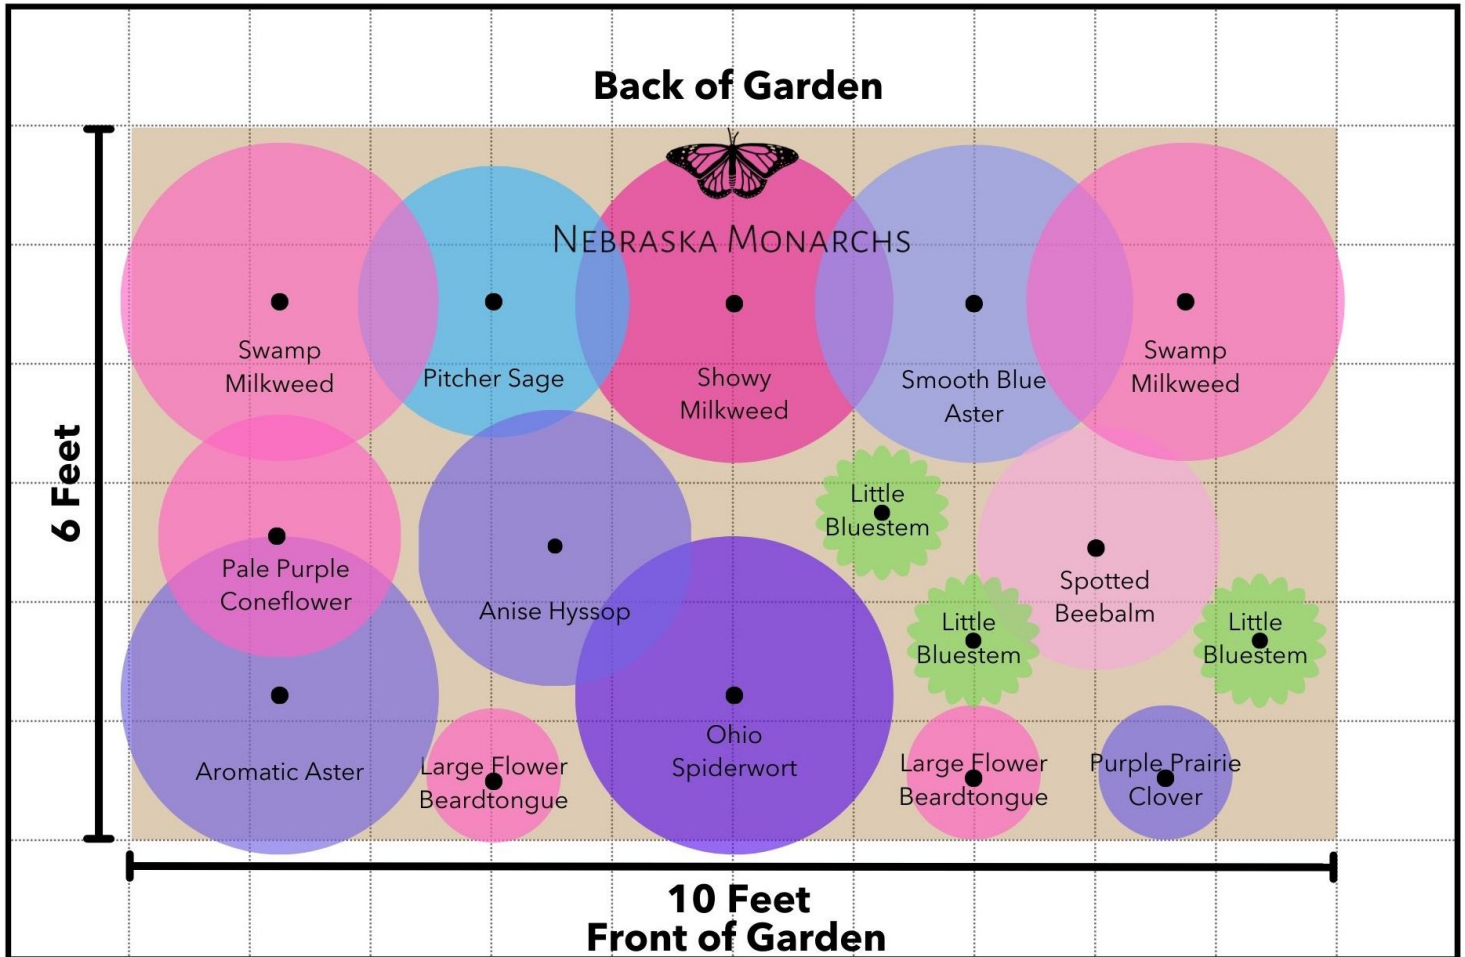 Back of Garden
NEBRASKA MONARCHS
Swamp
Milkweed
Pitcher Sage
Showy
Milkweed
Smooth Blue
Aster
Swamp
Milkweed
6 Feet
Pale Purple
Coneflower
Anise Hyssop
Little
Bluestem
Spotted
Beebalm
Little
Bluestem
Little
Bluestem
Aromatic Aster
Large Flower
Beardtongue
Ohio
Spiderwort
Large Flower
Beardtongue
Purple Prairie
Clover
10 Feet
Front of Garden